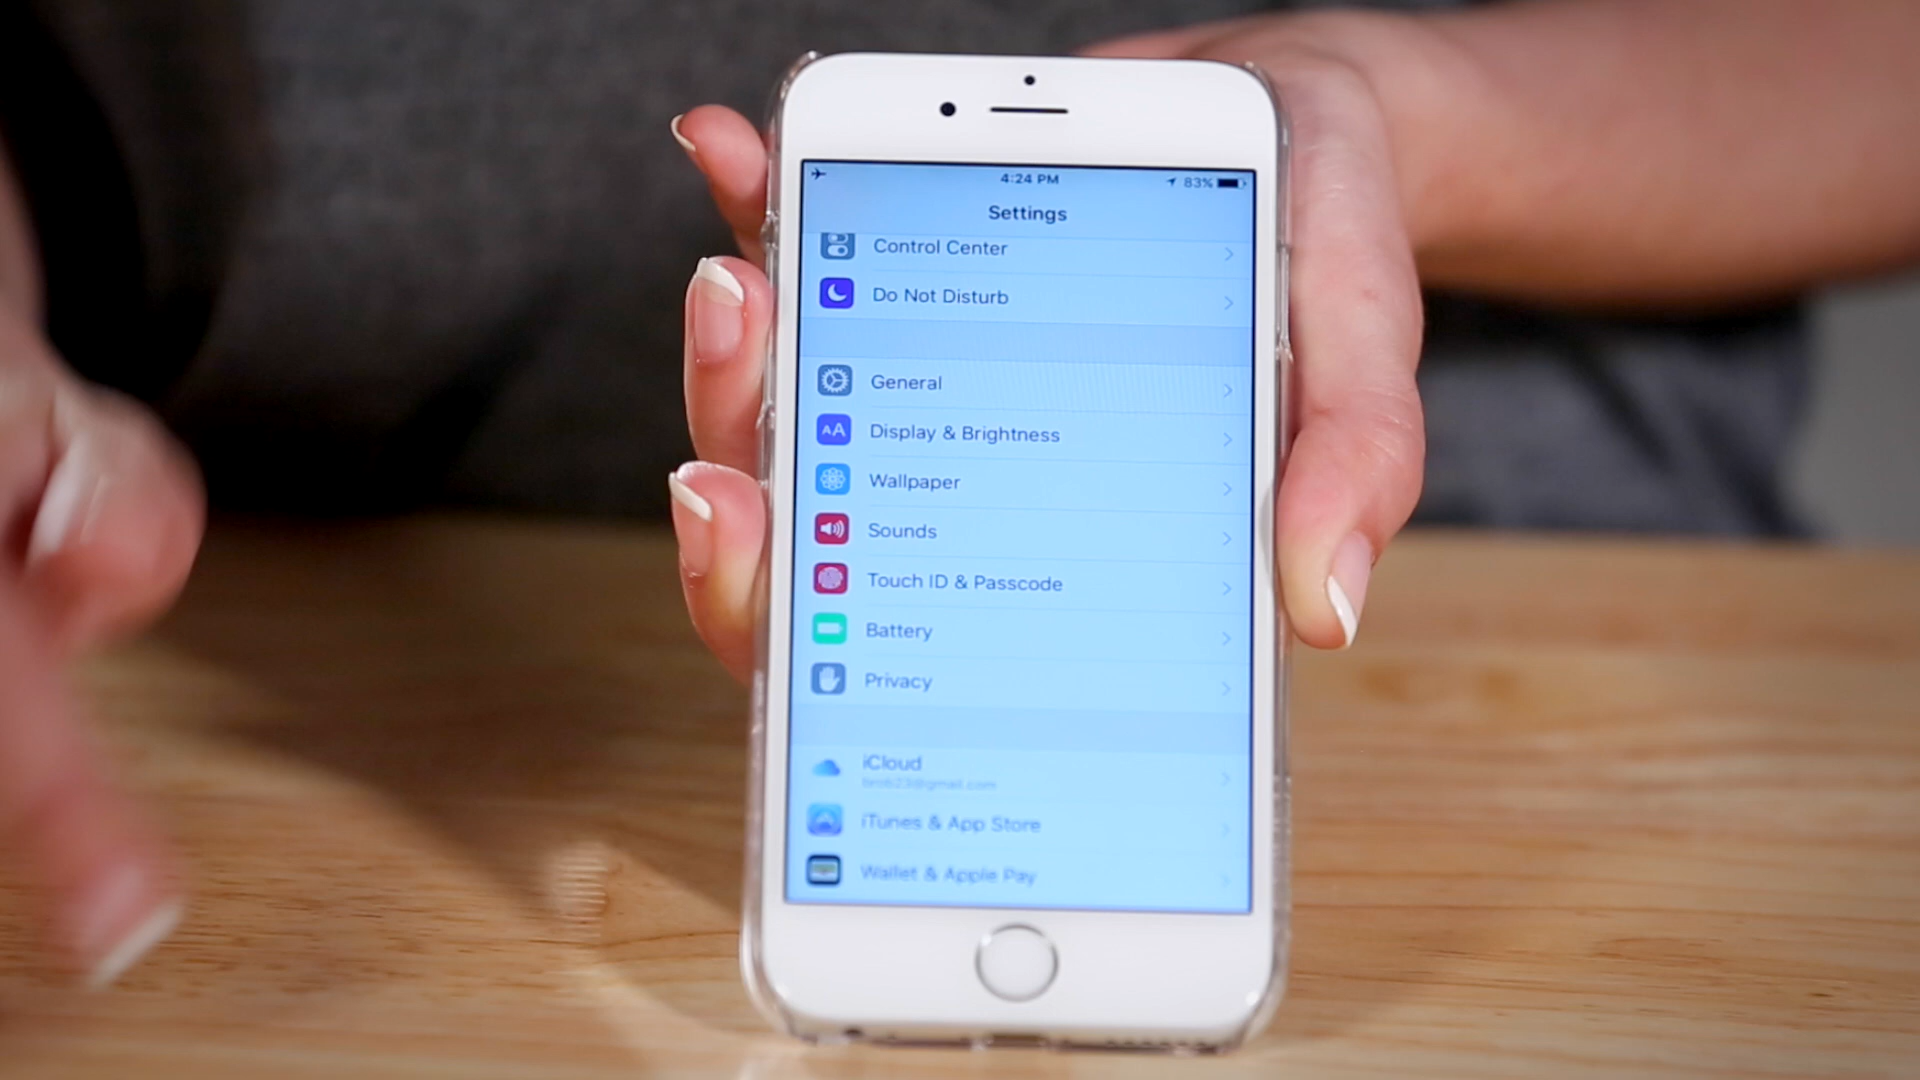 4:24 PM
83%
Settings
Control Center
Do Not Disturb
General
AA
Display & Brightness
Wallpaper
Sounds
Touch ID & Passcode
Battery
Privacy
iCloud
iTunes & App Store
Wallet & Apple Pay